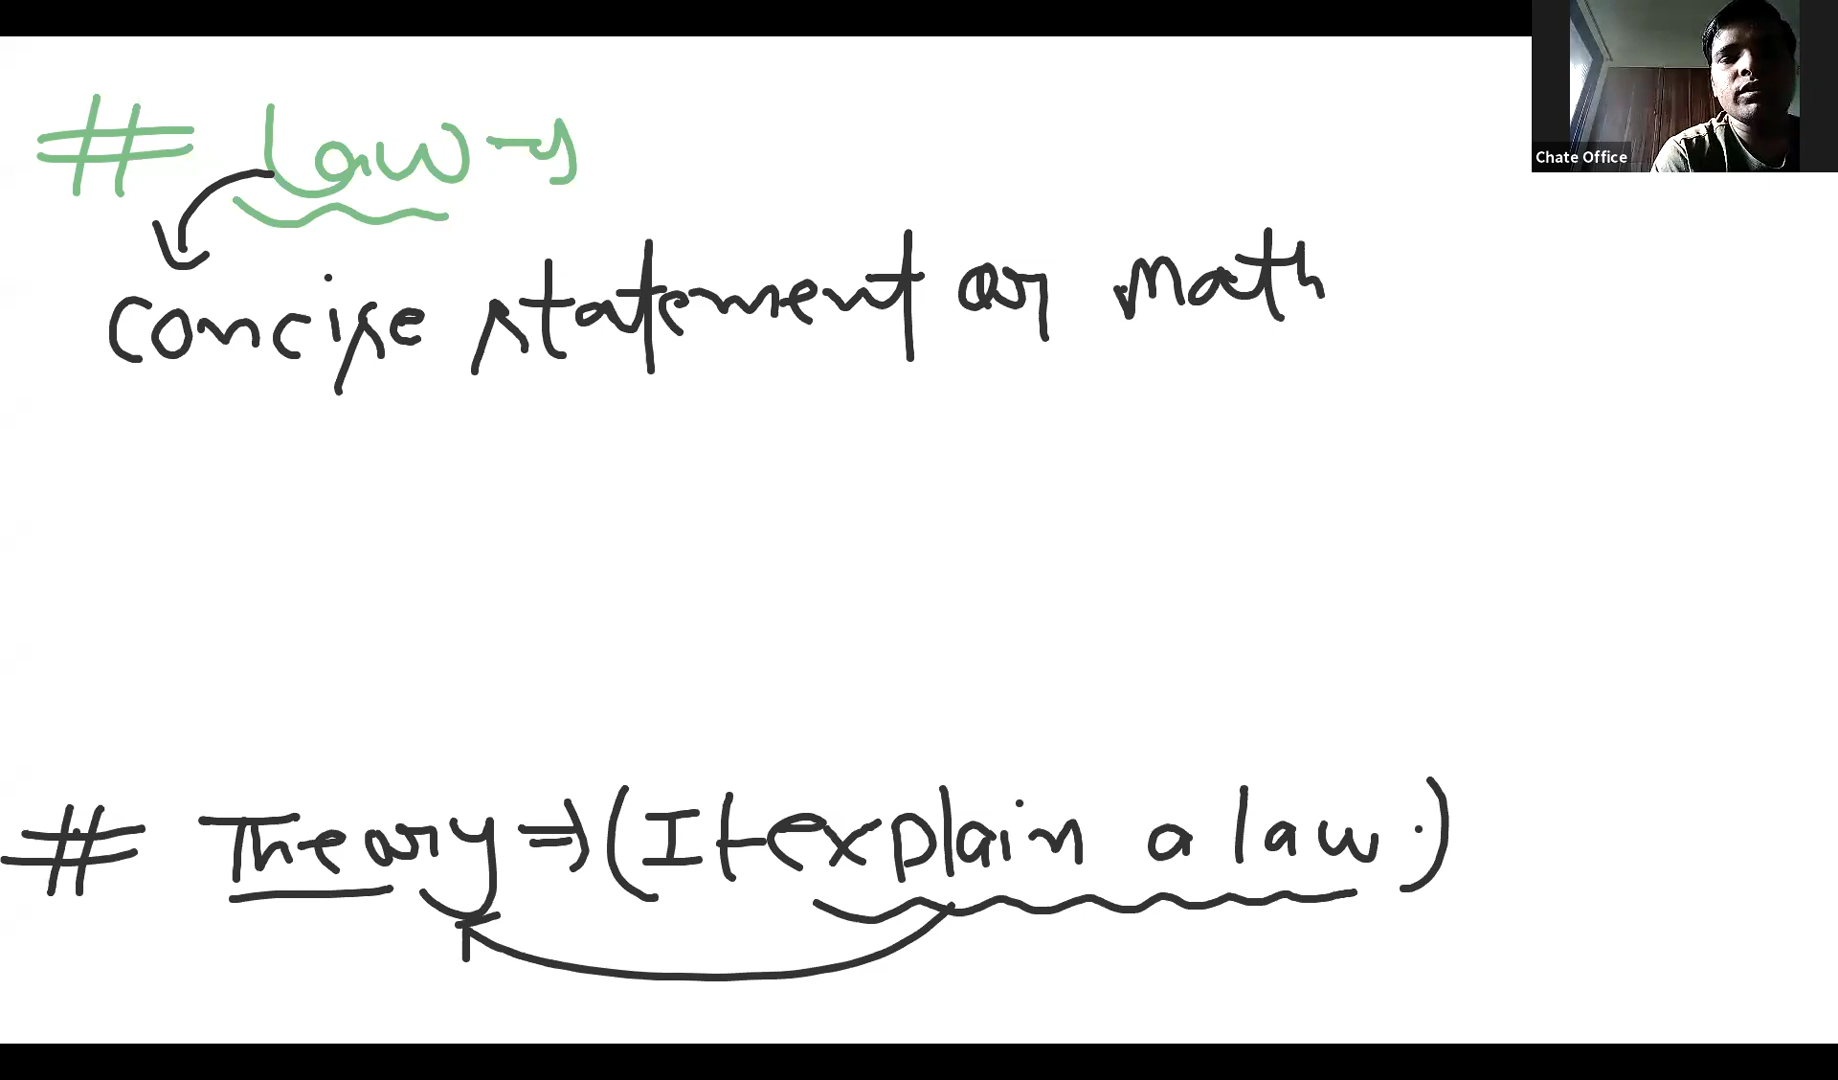 # Law →
Concise statement or math
# Theory ⇒ (It explain a law.)
Chate Office